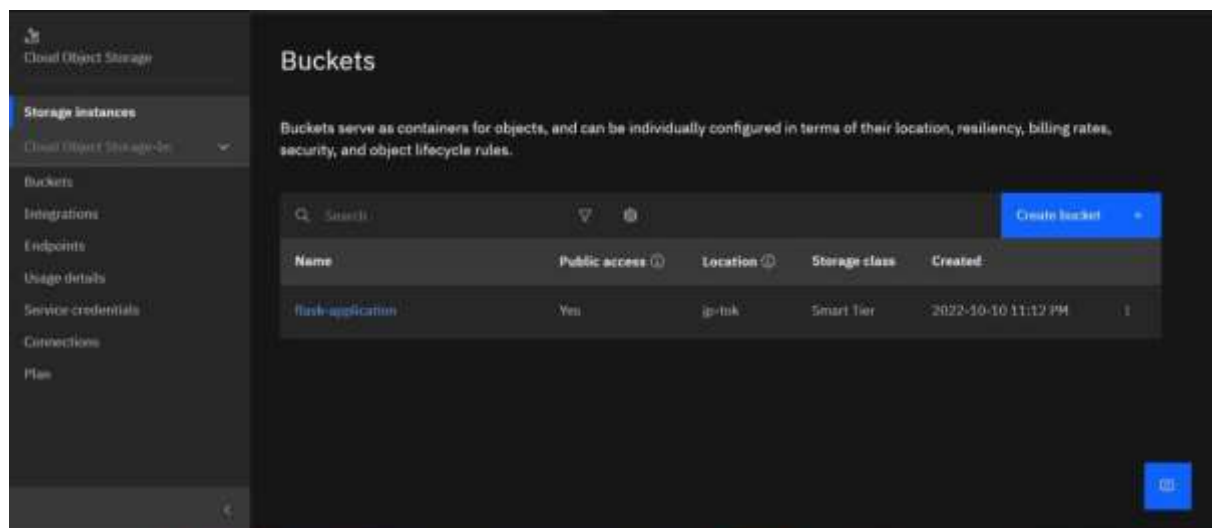 Cloud Object Storage
Storage instances
Cloud Object Storage-
Buckets
Integrations
Endpoints
Usage details
Service credentials
Connections
Plan
Buckets
Buckets serve as containers for objects, and can be individually configured in terms of their location, resiliency, billing rates,
security, and object lifecycle rules.
Search
Create bucket +
Name Public access Location Storage class Created
flask-application Yes jp-tok Smart Tier 2022-10-10 11:12 PM